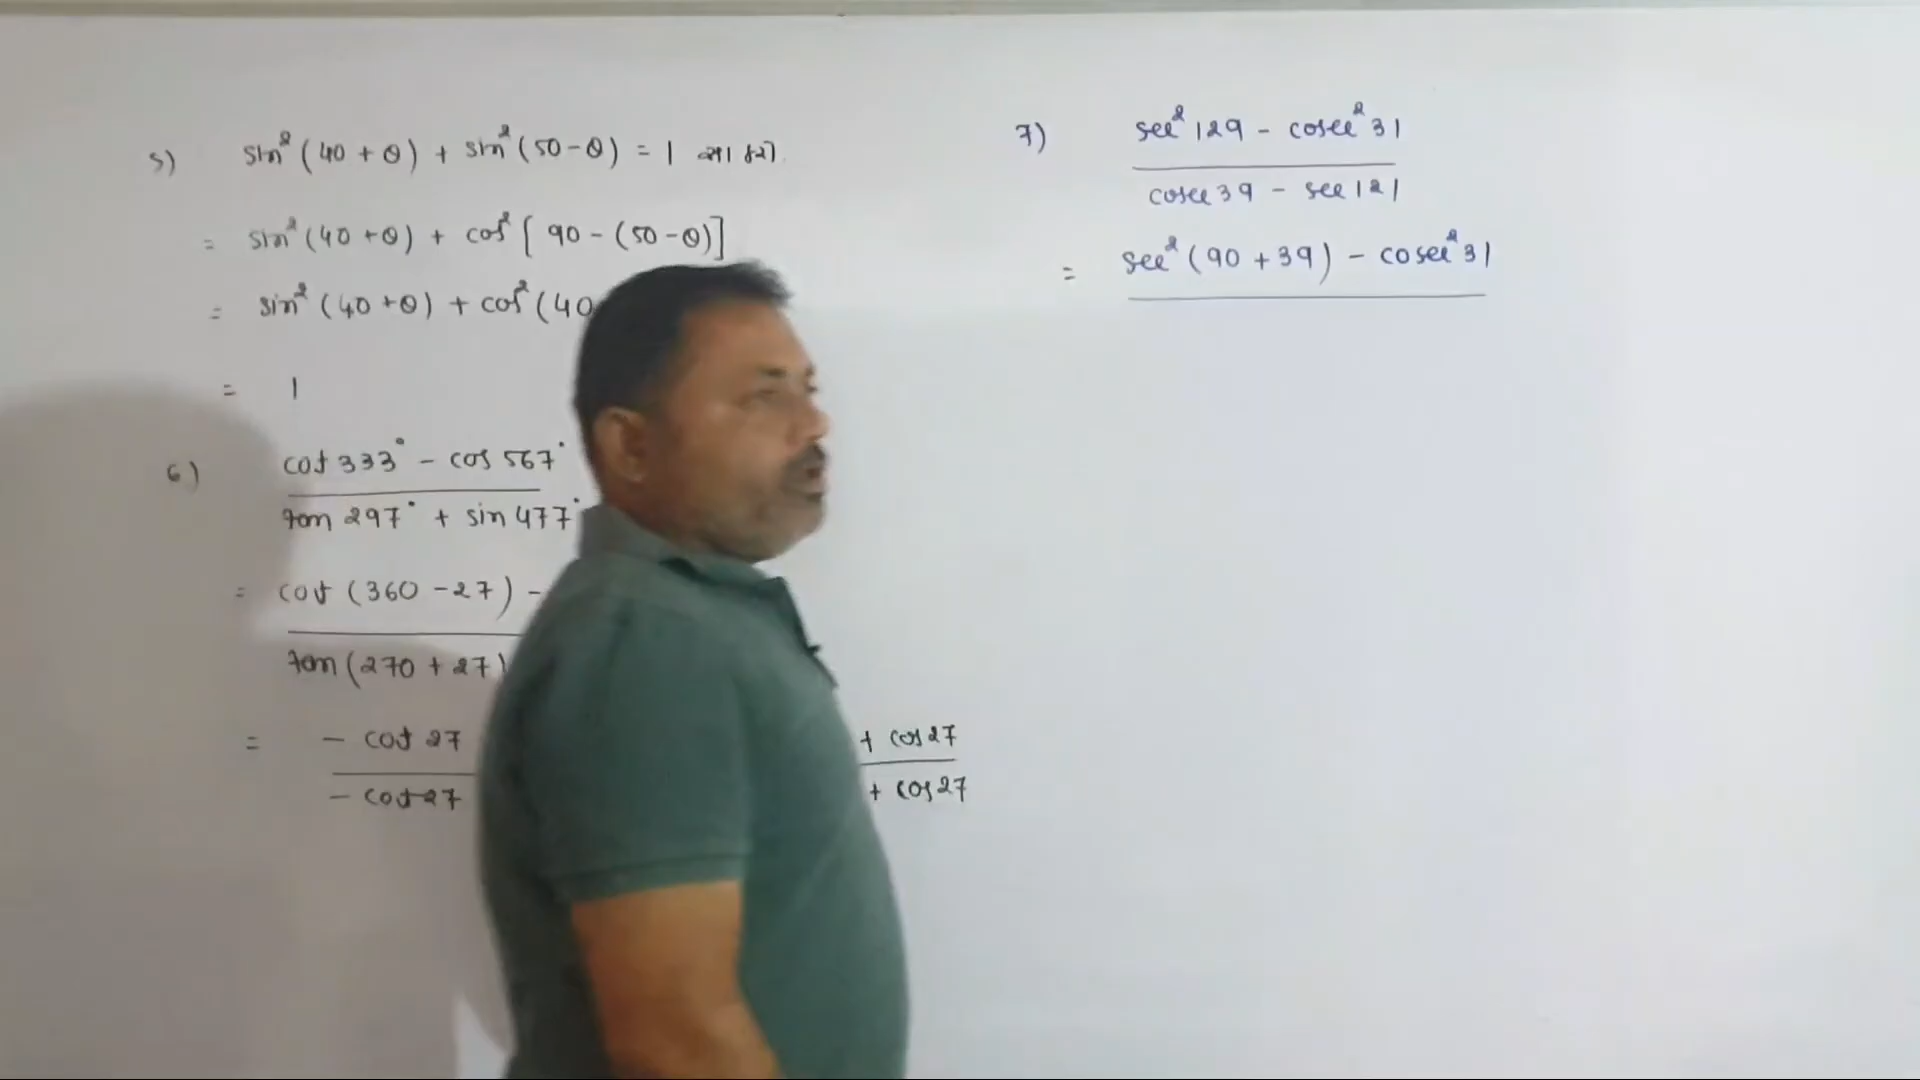 5) sin² (40 + θ) + sin² (50 - θ) = 1 સા. કરો.
= sin² (40 + θ) + cos² [ 90 - (50 - θ)]
= sin² (40 + θ) + cos² (40
= 1
6) cot 333° - cos 567°
tan 297° + sin 477°
= cot (360 - 27) -
tan (270 + 27)
= - cot 27 + cos 27
- cot 27 + cos 27
7) sec² 129 - cosec² 31
cosec 39 - sec 121
= sec² (90 + 39) - cosec² 31